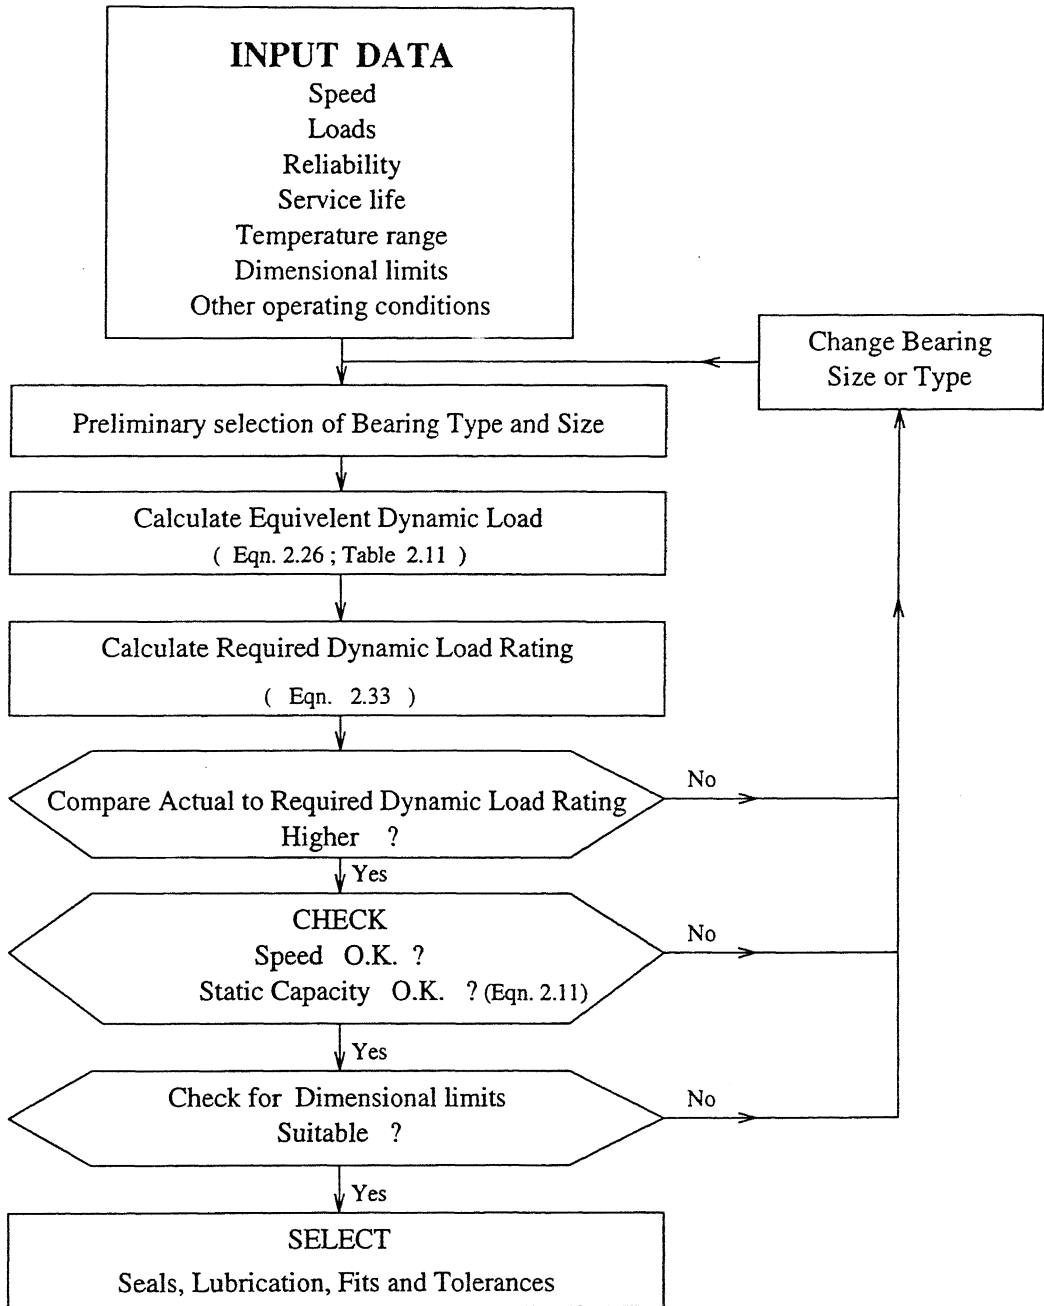 INPUT DATA
Speed
Loads
Reliability
Service life
Temperature range
Dimensional limits
Other operating conditions
Change Bearing
Size or Type
Preliminary selection of Bearing Type and Size
Calculate Equivelent Dynamic Load
( Eqn. 2.26 ; Table 2.11 )
Calculate Required Dynamic Load Rating
( Eqn. 2.33 )
No
Compare Actual to Required Dynamic Load Rating
Higher ?
Yes
CHECK
No
Speed O.K. ?
Static Capacity O.K. ? (Eqn. 2.11)
Yes
Check for Dimensional limits
No
Suitable ?
Yes
SELECT
Seals, Lubrication, Fits and Tolerances